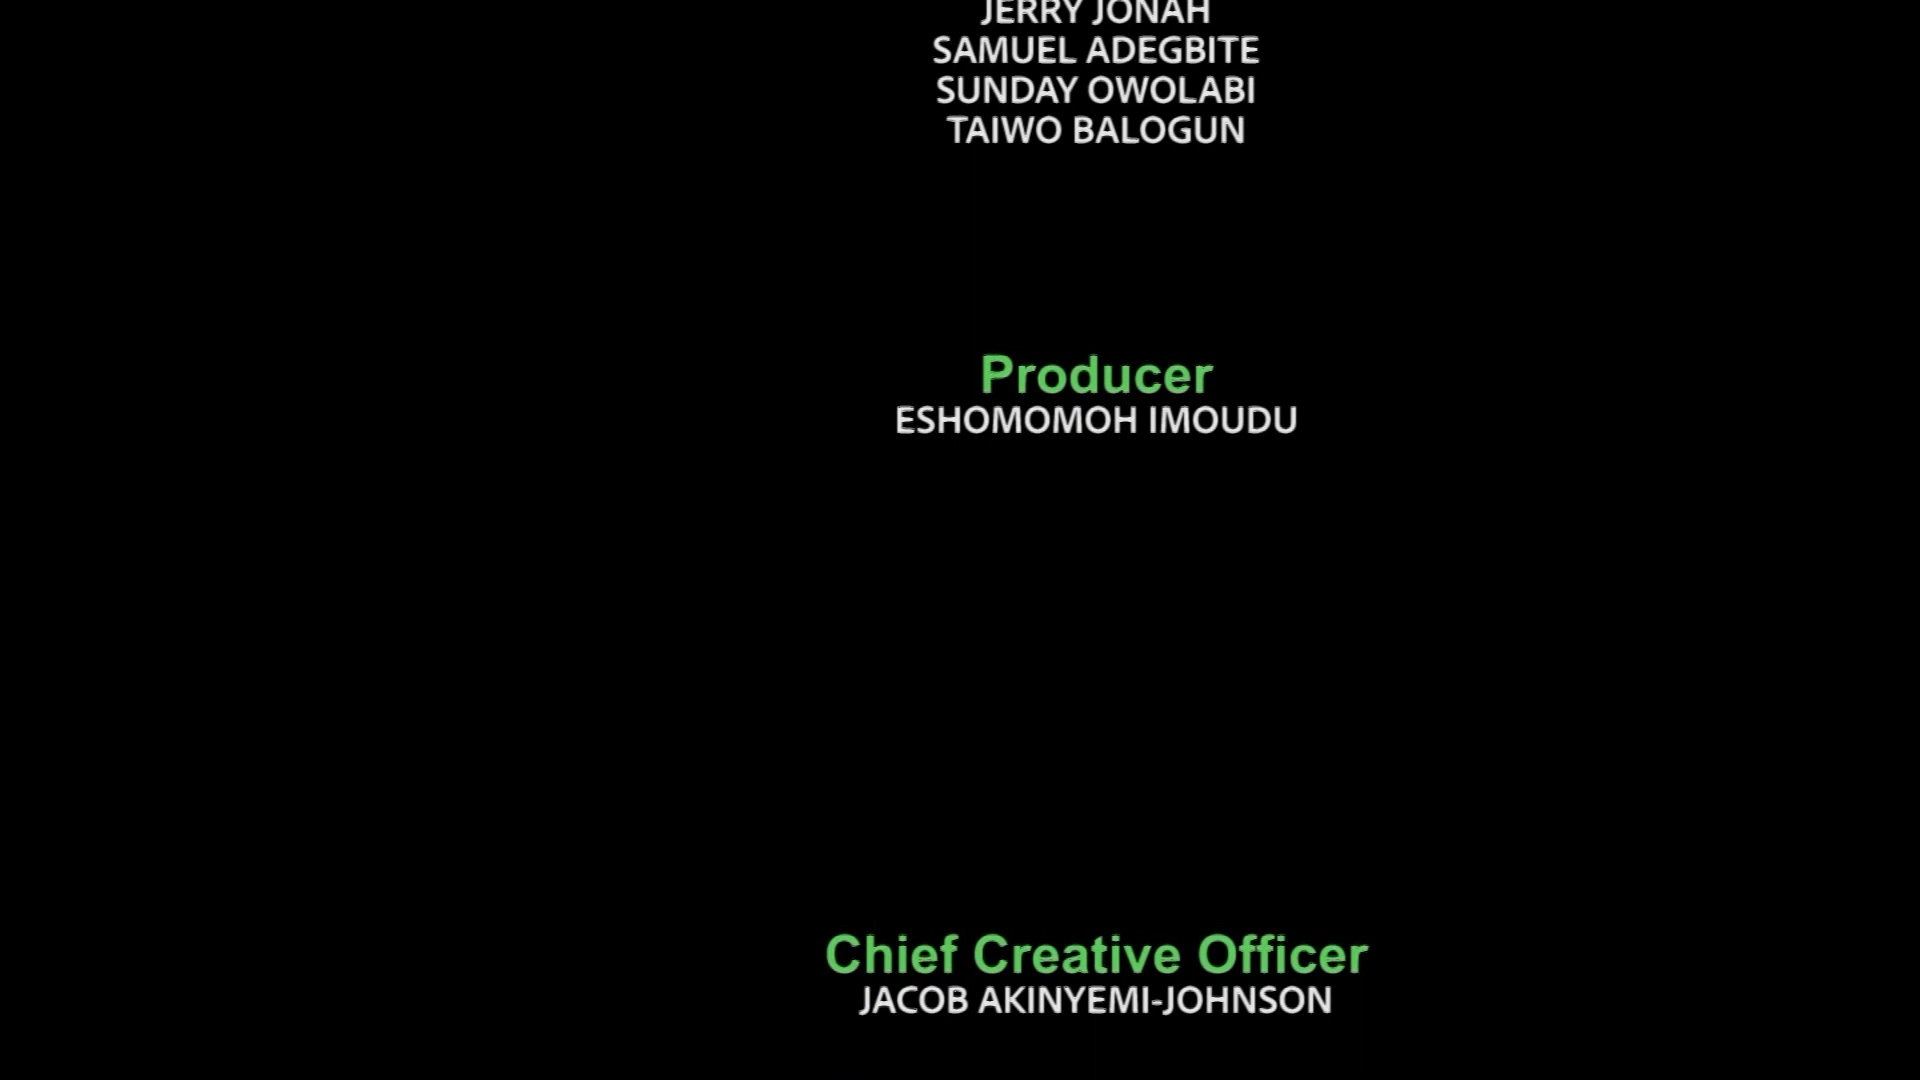 JERRY JONAH
SAMUEL ADEGBITE
SUNDAY OWOLABI
TAIWO BALOGUN
Producer
ESHOMOMOH IMOUDU
Chief Creative Officer
JACOB AKINYEMI-JOHNSON